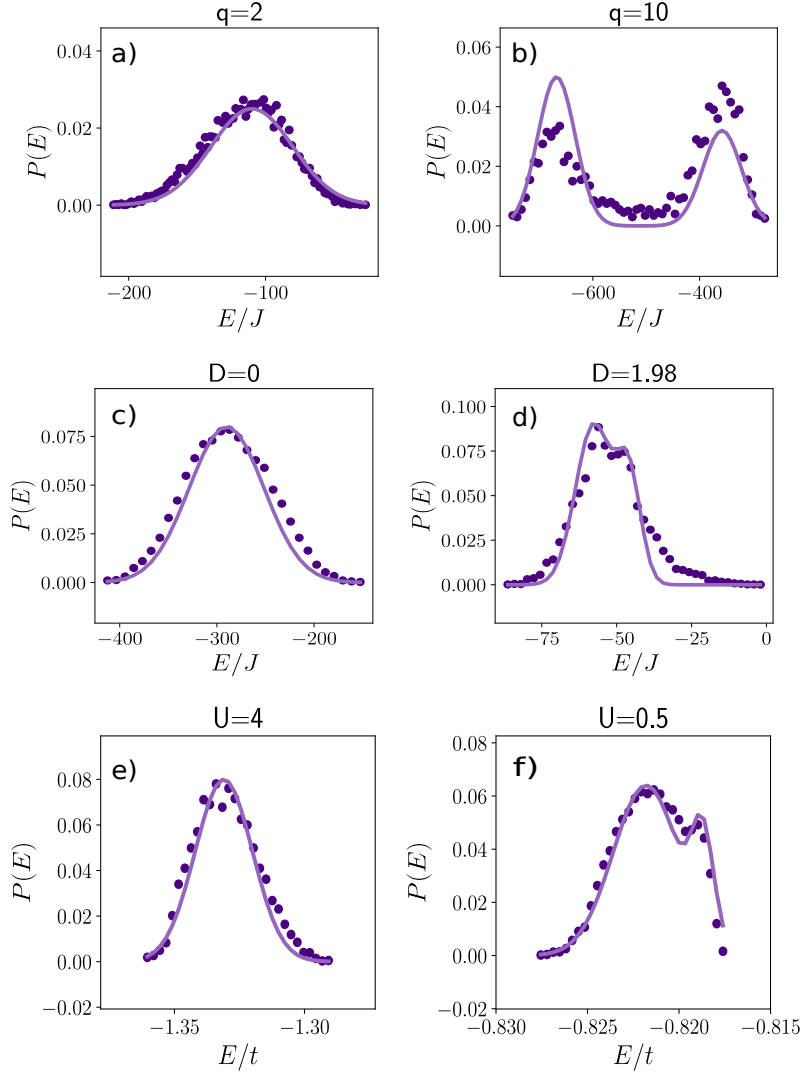 q=2
a)
P(E)
0.04
0.02
0.00
−200
−100
E/J
q=10
b)
P(E)
0.06
0.04
0.02
0.00
−600
−400
E/J
D=0
c)
P(E)
0.075
0.050
0.025
0.000
−400
−300
−200
E/J
D=1.98
d)
P(E)
0.100
0.075
0.050
0.025
0.000
−75
−50
−25
0
E/J
U=4
e)
P(E)
0.08
0.06
0.04
0.02
0.00
−0.02
−1.35
−1.30
E/t
U=0.5
f)
P(E)
0.08
0.06
0.04
0.02
0.00
−0.02
−0.830
−0.825
−0.820
−0.815
E/t